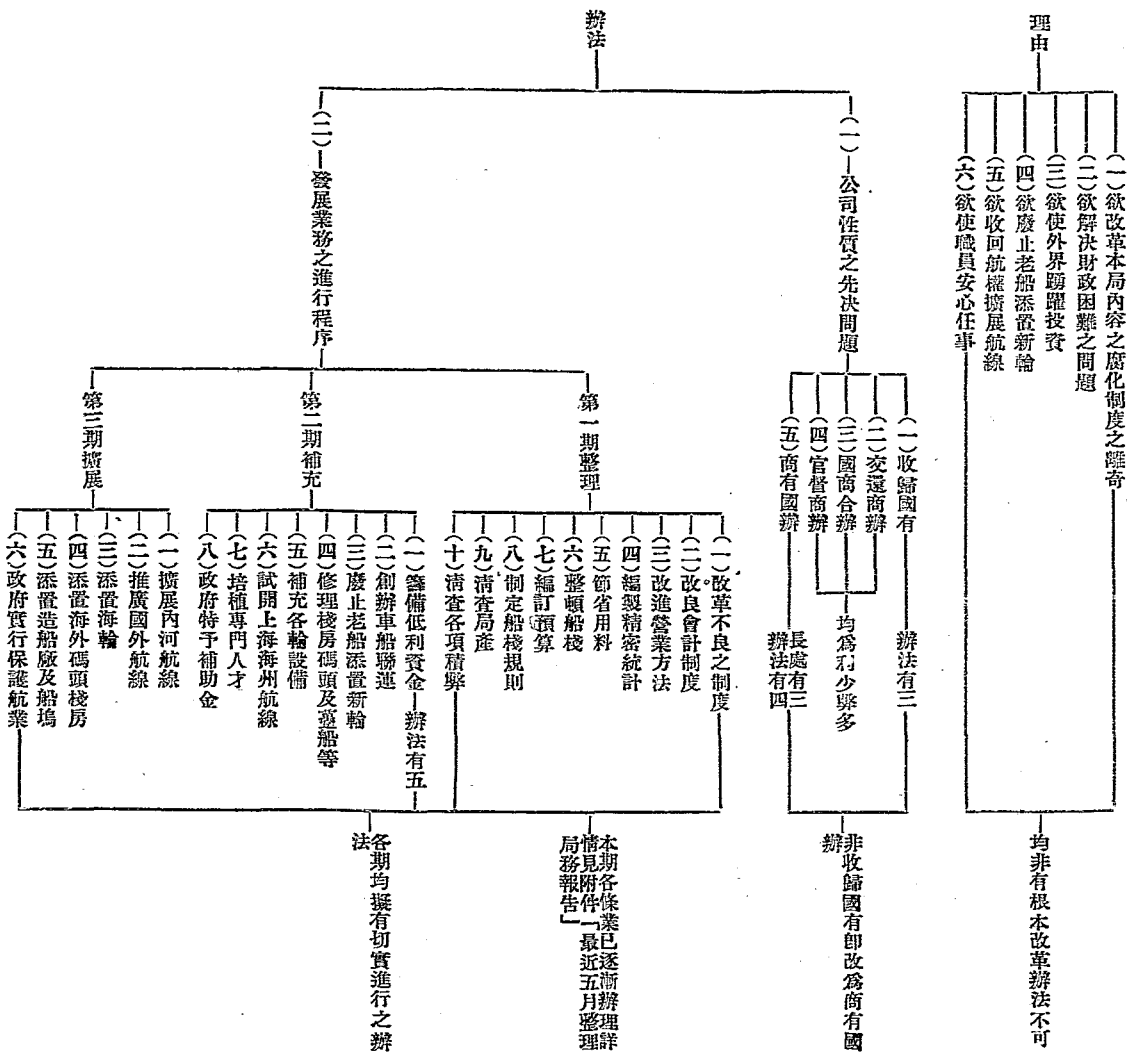 理由
(一)欲改革本局內容之腐化制度之離奇
(二)欲解決財政困難之問題
(三)欲使外界踴躍投資
(四)欲廢止老船添置新輪
(五)欲收回航權擴展航線
(六)欲使職員安心任事
均非有根本改革辦法不可
辦法
(一)公司性質之先決問題
(一)收歸國有
辦法有三
(二)交還商辦
(三)國商合辦
(四)官督商辦
均爲利少弊多
(五)商有國辦
長處有三
辦法有四
非收歸國有卽改爲商有國
辦
(二)發展業務之進行程序
第一期整理
(一)改革不良之制度
(二)改良會計制度
(三)改進營業方法
(四)編製精密統計
(五)節省用料
(六)整頓船棧
(七)編訂預算
(八)制定船棧規則
(九)清查局產
(十)清查各項積弊
本期各條業已逐漸辦理詳
情見附件「最近五月整理
局務報告」
第二期補充
(一)籌備低利資金
辦法有五
(二)創辦車船聯運
(三)廢止老船添置新輪
(四)修理棧房碼頭及躉船等
(五)補充各輪設備
(六)試開上海海州航線
(七)培植專門人才
(八)政府特予補助金
第三期擴展
(一)擴展內河航線
(二)推廣國外航線
(三)添置海輪
(四)添置海外碼頭棧房
(五)添置造船廠及船塢
(六)政府實行保護航業
各期均擬有切實進行之辦
法